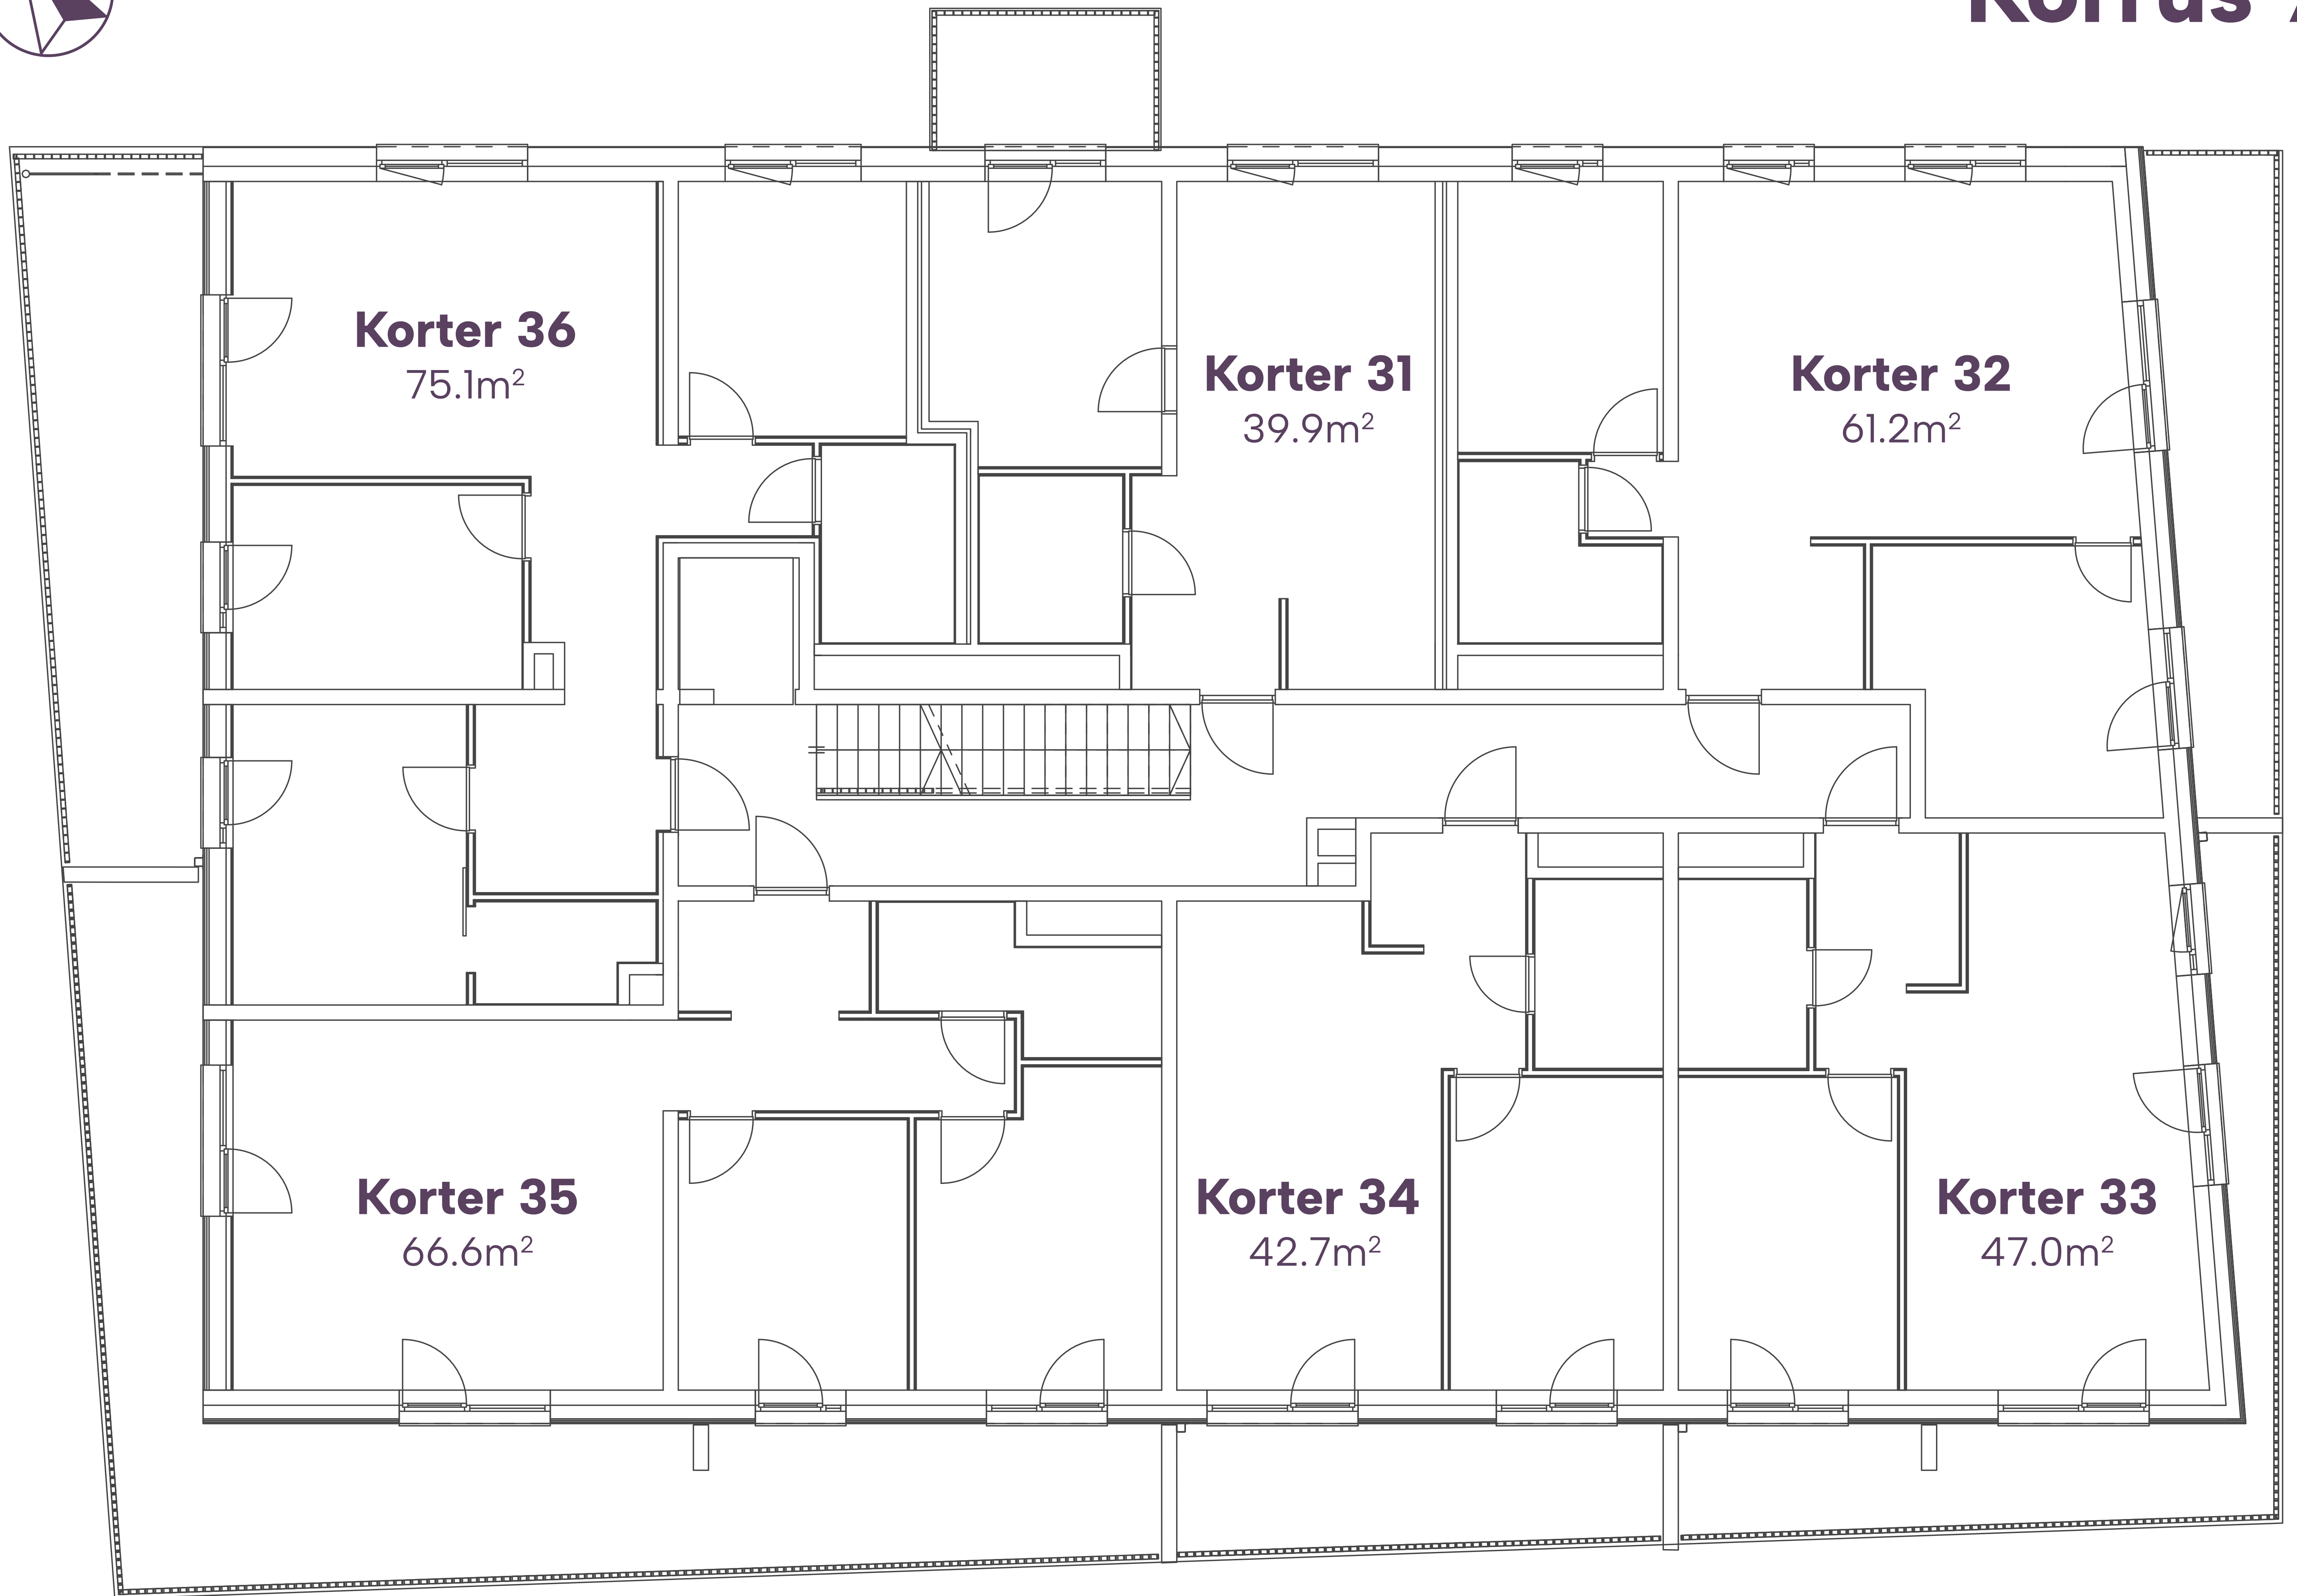 Korrus
Korter 36
75.1m²
Korter 31
39.9m²
Korter 32
61.2m²
Korter 35
66.6m²
Korter 34
42.7m²
Korter 33
47.0m²